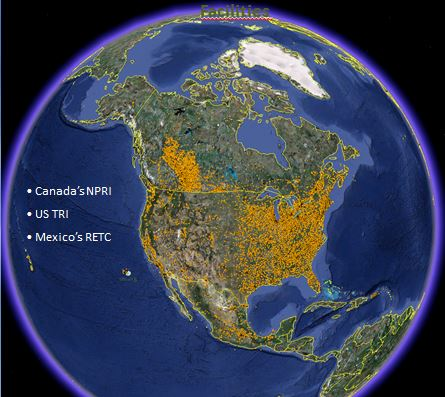 Facilities
• Canada's NPRI
• US TRI
• Mexico's RETC